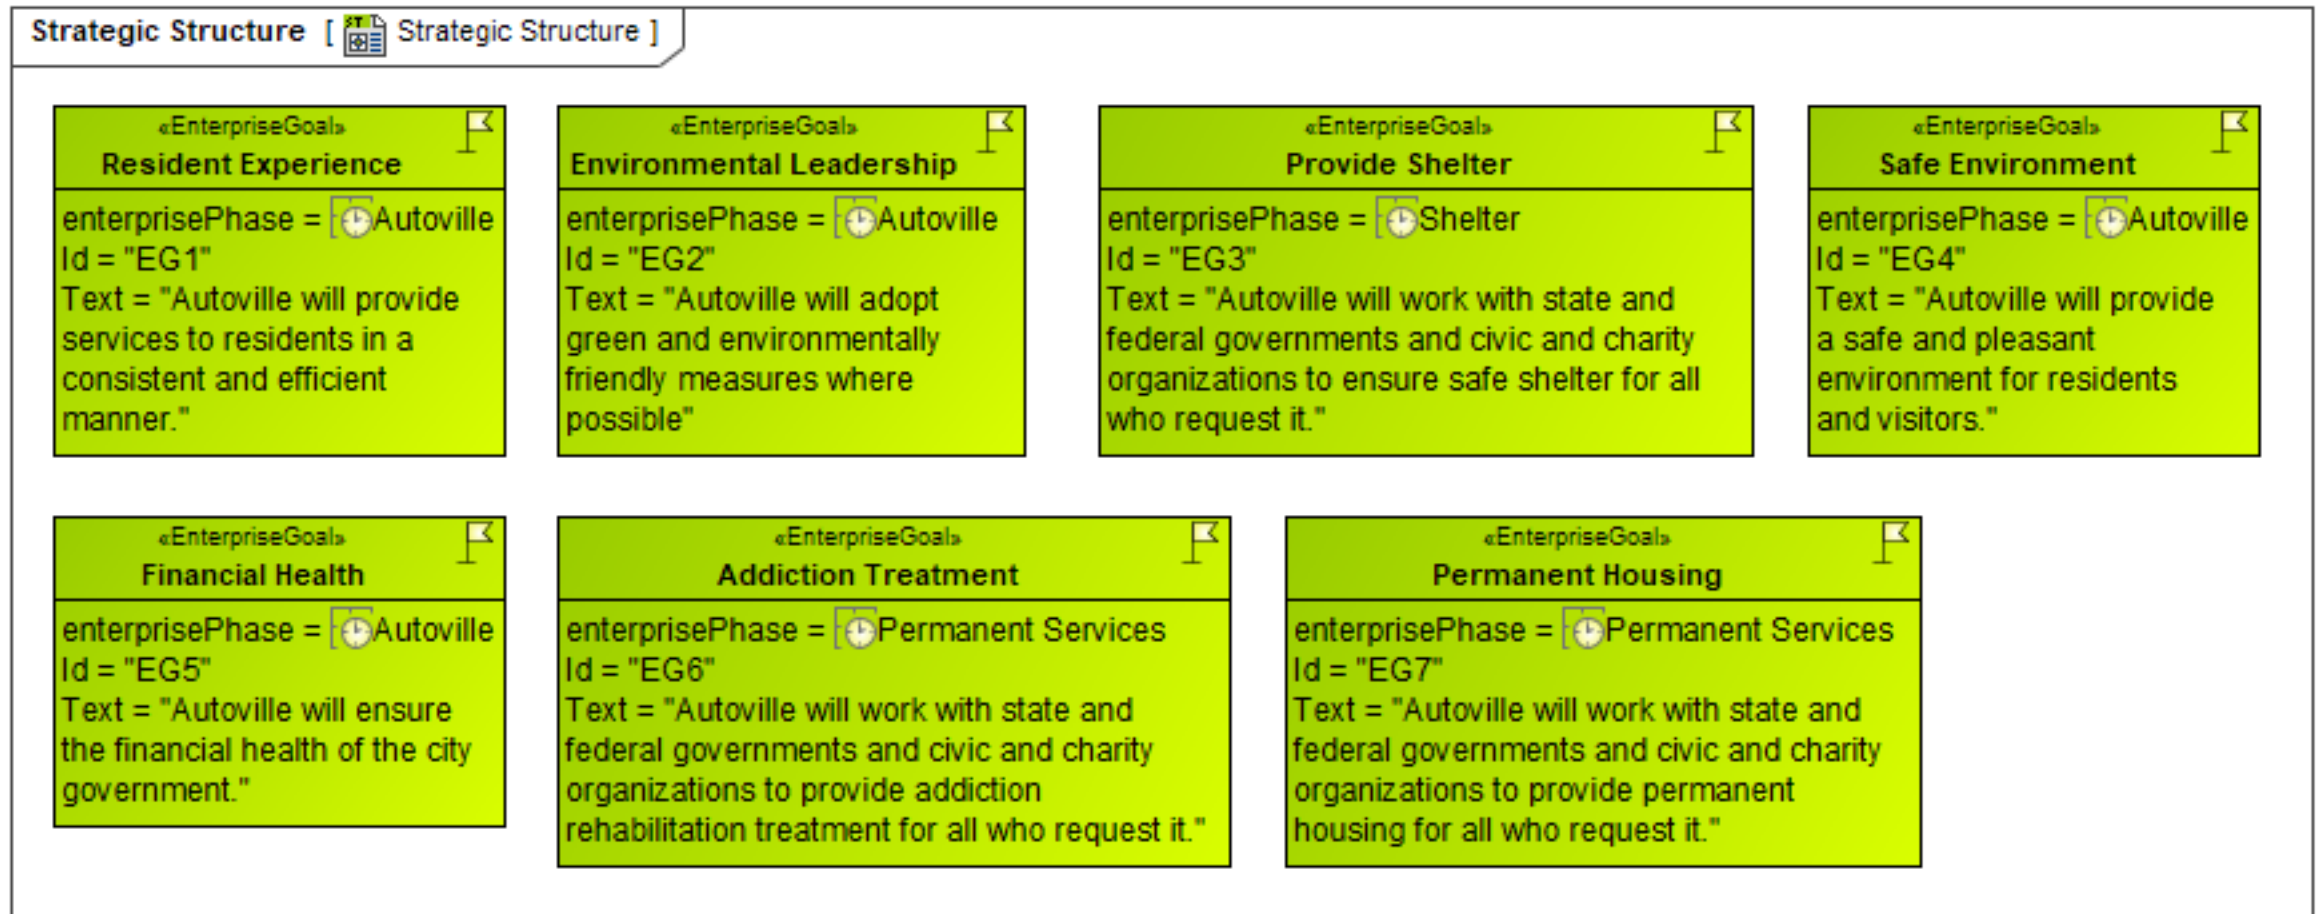 Strategic Structure [ ST Strategic Structure ]
«EnterpriseGoal»
Resident Experience
enterprisePhase = Autoville
Id = "EG1"
Text = "Autoville will provide
services to residents in a
consistent and efficient
manner."
«EnterpriseGoal»
Environmental Leadership
enterprisePhase = Autoville
Id = "EG2"
Text = "Autoville will adopt
green and environmentally
friendly measures where
possible"
«EnterpriseGoal»
Provide Shelter
enterprisePhase = Shelter
Id = "EG3"
Text = "Autoville will work with state and
federal governments and civic and charity
organizations to ensure safe shelter for all
who request it."
«EnterpriseGoal»
Safe Environment
enterprisePhase = Autoville
Id = "EG4"
Text = "Autoville will provide
a safe and pleasant
environment for residents
and visitors."
«EnterpriseGoal»
Financial Health
enterprisePhase = Autoville
Id = "EG5"
Text = "Autoville will ensure
the financial health of the city
government."
«EnterpriseGoal»
Addiction Treatment
enterprisePhase = Permanent Services
Id = "EG6"
Text = "Autoville will work with state and
federal governments and civic and charity
organizations to provide addiction
rehabilitation treatment for all who request it."
«EnterpriseGoal»
Permanent Housing
enterprisePhase = Permanent Services
Id = "EG7"
Text = "Autoville will work with state and
federal governments and civic and charity
organizations to provide permanent
housing for all who request it."